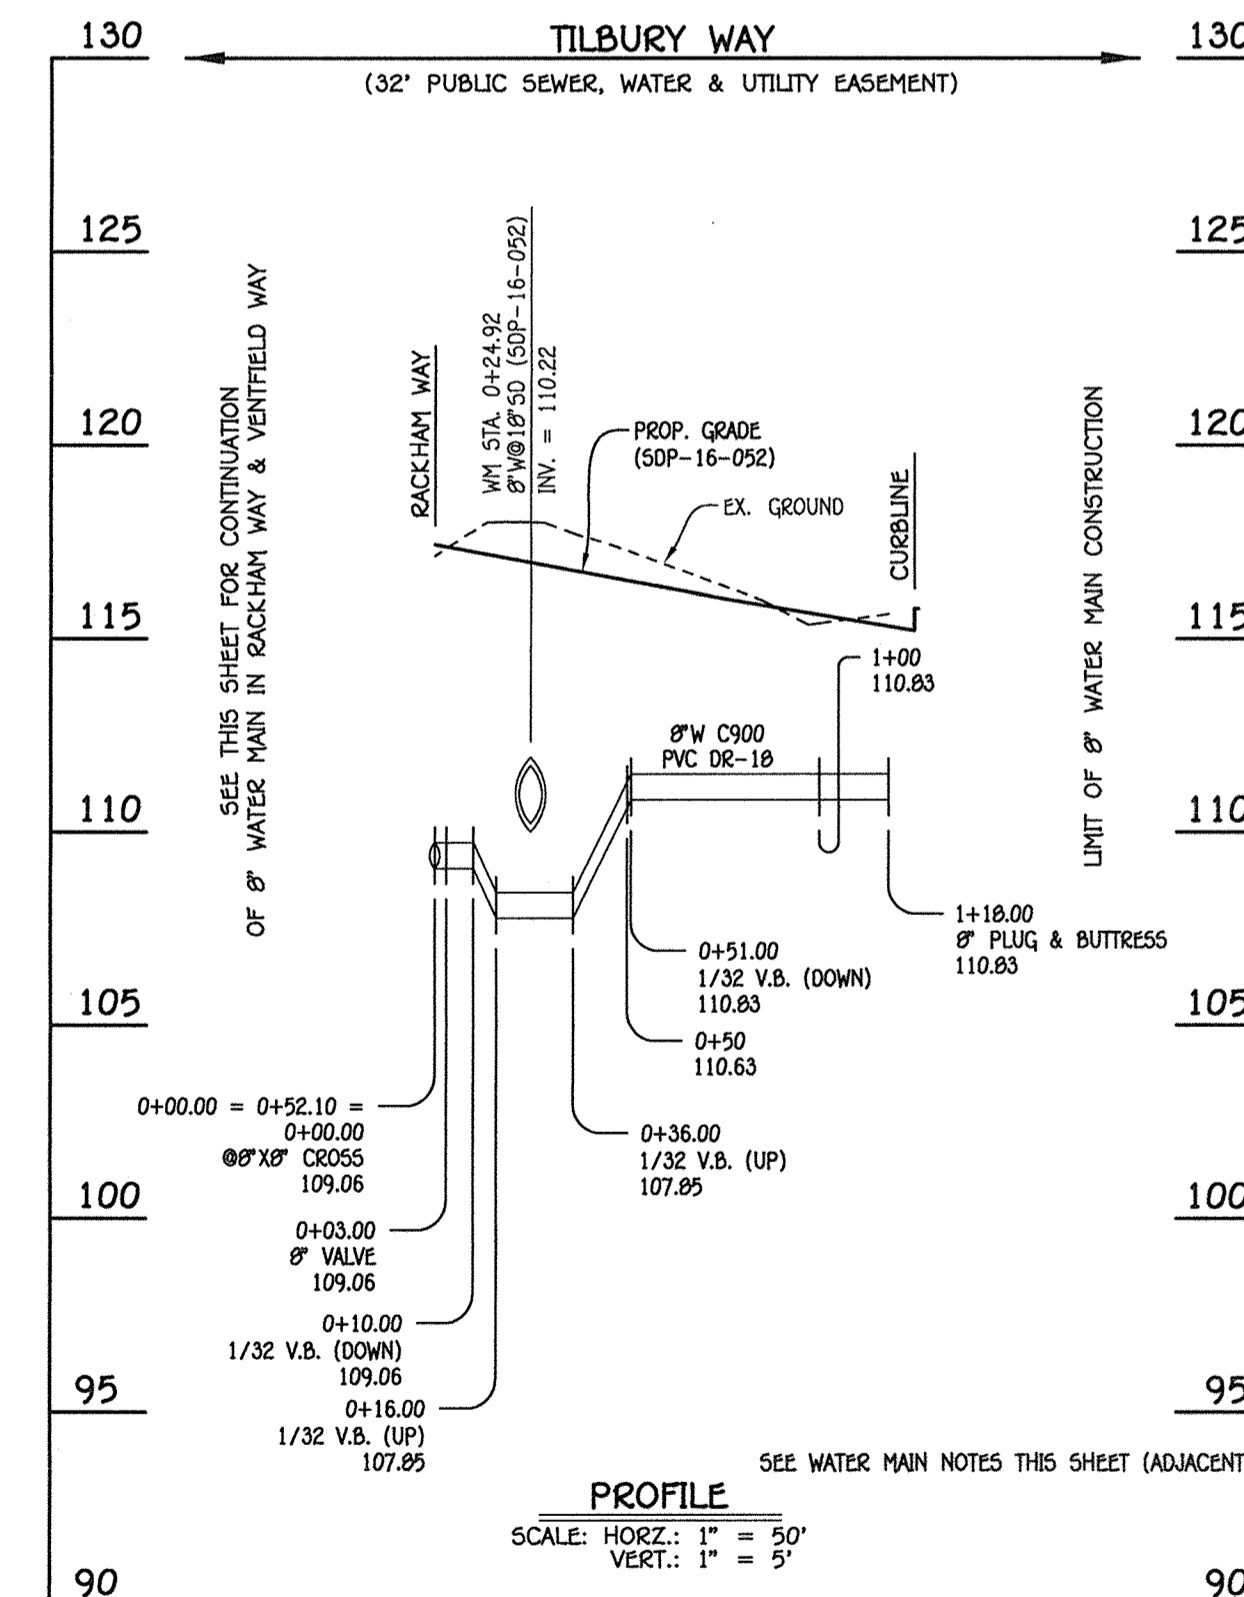 130
TILBURY WAY
130
(32' PUBLIC SEWER, WATER & UTILITY EASEMENT)
125
125
SEE THIS SHEET FOR CONTINUATION
OF 8" WATER MAIN IN RACKHAM WAY & VENTFIELD WAY
RACKHAM WAY
WM STA. 0+24.92
8"W@18"SD (SDP-16-052)
INV. = 110.22
120
120
PROP. GRADE
(SDP-16-052)
EX. GROUND
CURBLINE
LIMIT OF 8" WATER MAIN CONSTRUCTION
115
115
1+00
110.83
8"W C900
PVC DR-18
110
110
1+18.00
8" PLUG & BUTTRESS
110.83
0+51.00
1/32 V.B. (DOWN)
110.83
105
105
0+50
110.63
0+00.00 = 0+52.10 =
0+00.00
@8"X8" CROSS
109.06
0+36.00
1/32 V.B. (UP)
107.85
100
100
0+03.00
8" VALVE
109.06
0+10.00
1/32 V.B. (DOWN)
109.06
95
95
0+16.00
1/32 V.B. (UP)
107.85
SEE WATER MAIN NOTES THIS SHEET (ADJACENT
PROFILE
SCALE: HORZ.: 1" = 50'
VERT.: 1" = 5'
90
90